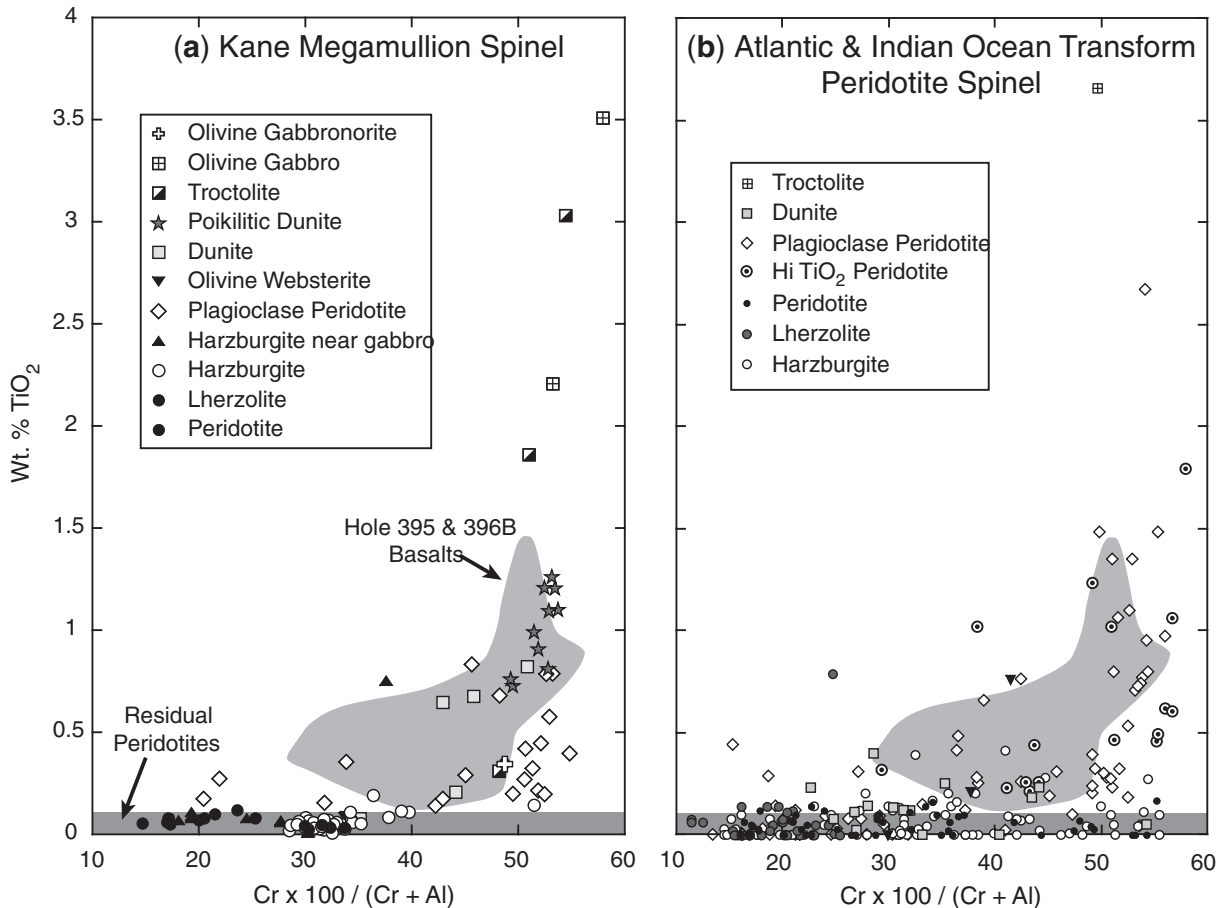 (a) Kane Megamullion Spinel
Olivine Gabbronorite
Olivine Gabbro
Troctolite
Poikilitic Dunite
Dunite
Olivine Websterite
Plagioclase Peridotite
Harzburgite near gabbro
Harzburgite
Lherzolite
Peridotite
Hole 395 & 396B
Basalts
Residual
Peridotites
Wt. % TiO2
4
3.5
3
2.5
2
1.5
1
0.5
0
10
20
30
40
50
60
Cr x 100 / (Cr + Al)
(b) Atlantic & Indian Ocean Transform
Peridotite Spinel
Troctolite
Dunite
Plagioclase Peridotite
Hi TiO2 Peridotite
Peridotite
Lherzolite
Harzburgite
10
20
30
40
50
60
Cr x 100 / (Cr + Al)